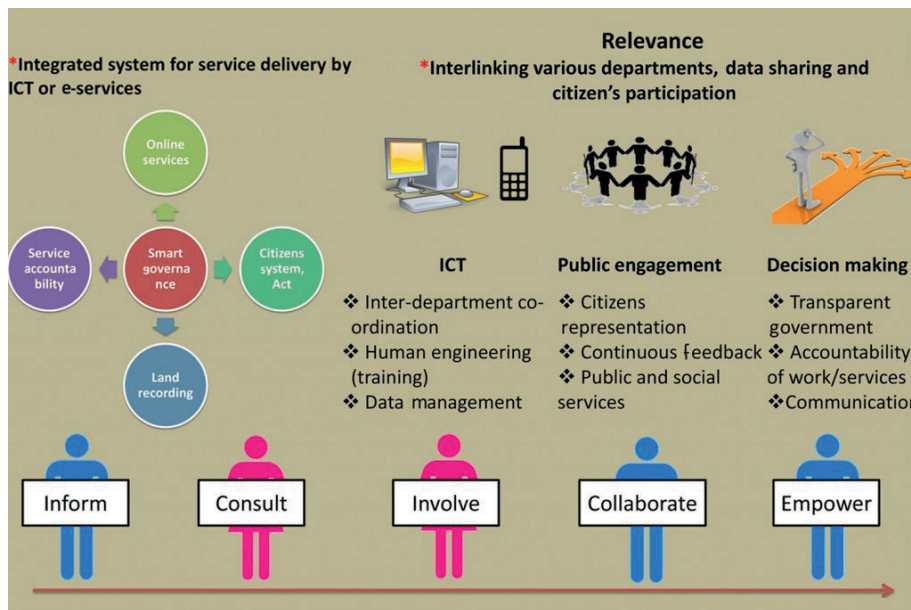 *Integrated system for service delivery by
ICT or e-services
Online
services
Service
accounta
bility
Smart
governa
nce
Citizens
system,
Act
Land
recording
Relevance
*Interlinking various departments, data sharing and
citizen's participation
ICT
❖ Inter-department co-
ordination
❖ Human engineering
(training)
❖ Data management
Public engagement
❖ Citizens
representation
❖ Continuous feedback
❖ Public and social
services
Decision making
❖ Transparent
government
❖ Accountability
of work/services
❖Communication
Inform
Consult
Involve
Collaborate
Empower